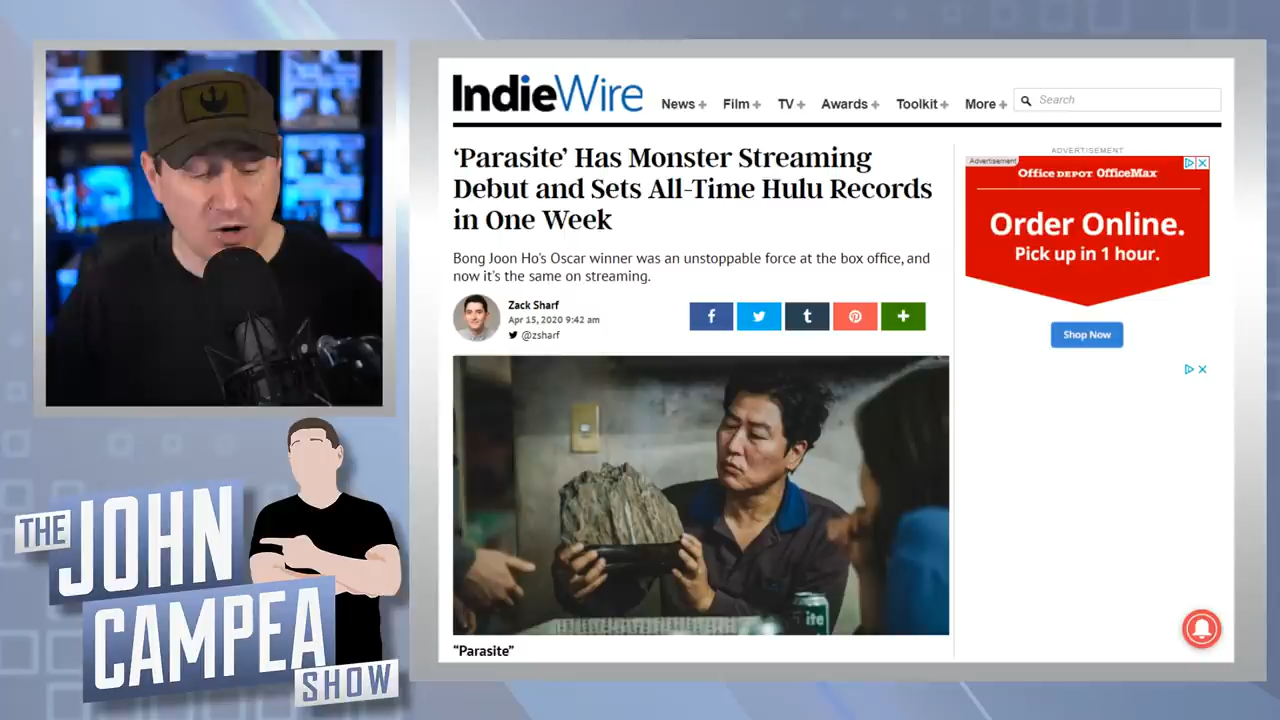 IndieWire
News+
Film+
TV+
Awards+
Toolkit+
More+
Search
‘Parasite’ Has Monster Streaming
Debut and Sets All-Time Hulu Records
in One Week
Bong Joon Ho's Oscar winner was an unstoppable force at the box office, and
now it's the same on streaming.
Zack Sharf
Apr 15, 2020 9:42 am
@zsharf
f
t
+
ADVERTISEMENT
Advertisement
Office DEPOT OfficeMax
Order Online.
Pick up in 1 hour.
Shop Now
ite
“Parasite”
THE
JOHN
CAMPEA
SHOW